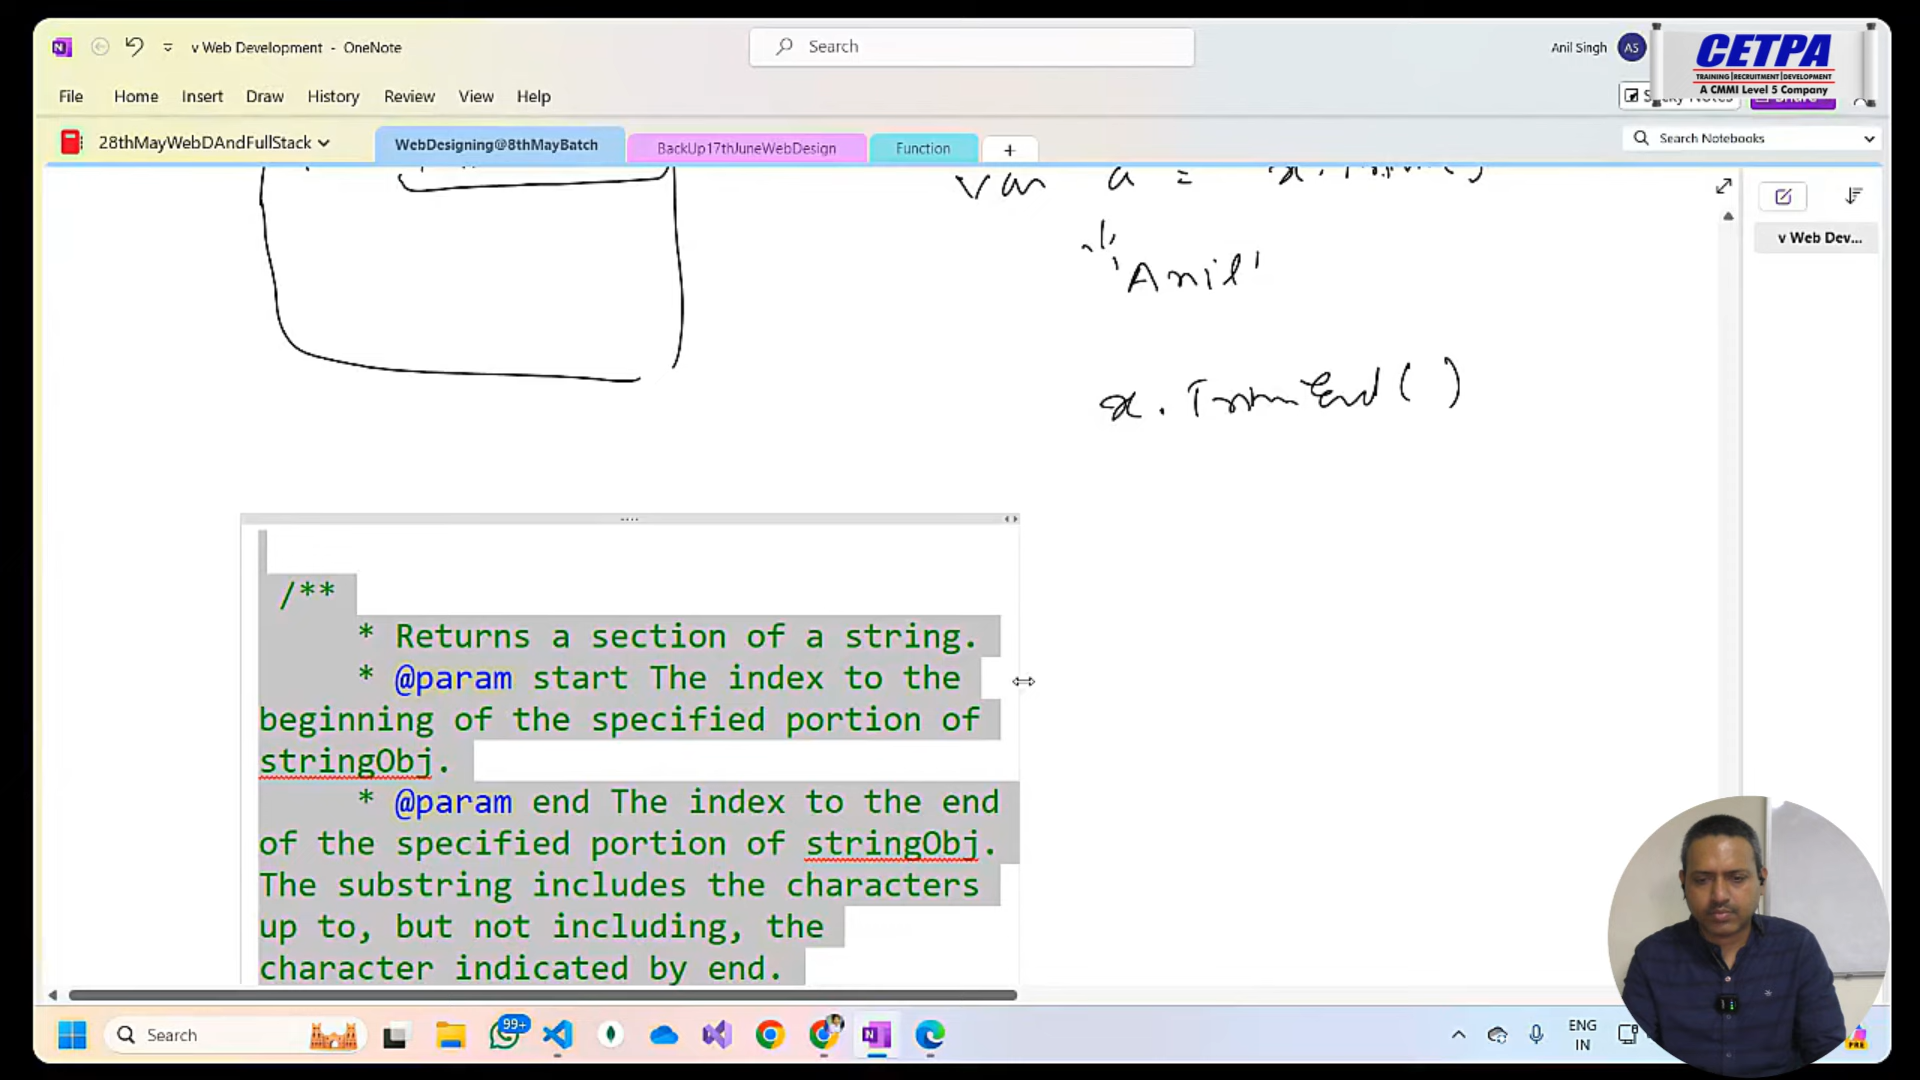 v Web Development - OneNote
Search
Anil Singh
AS
CETPA
TRAINING|RECRUITMENT|DEVELOPMENT
A CMMI Level 5 Company
File Home Insert Draw History Review View Help
28thMayWebDAndFullStack
WebDesigning@8thMayBatch
BackUp17thJuneWebDesign
Function
+
Search Notebooks
v Web Dev...
var a =
'Anil'
x.TrimEnd()
/**
* Returns a section of a string.
* @param start The index to the
beginning of the specified portion of
stringObj.
* @param end The index to the end
of the specified portion of stringObj.
The substring includes the characters
up to, but not including, the
character indicated by end.
Search
99+
ENG
IN
PRE